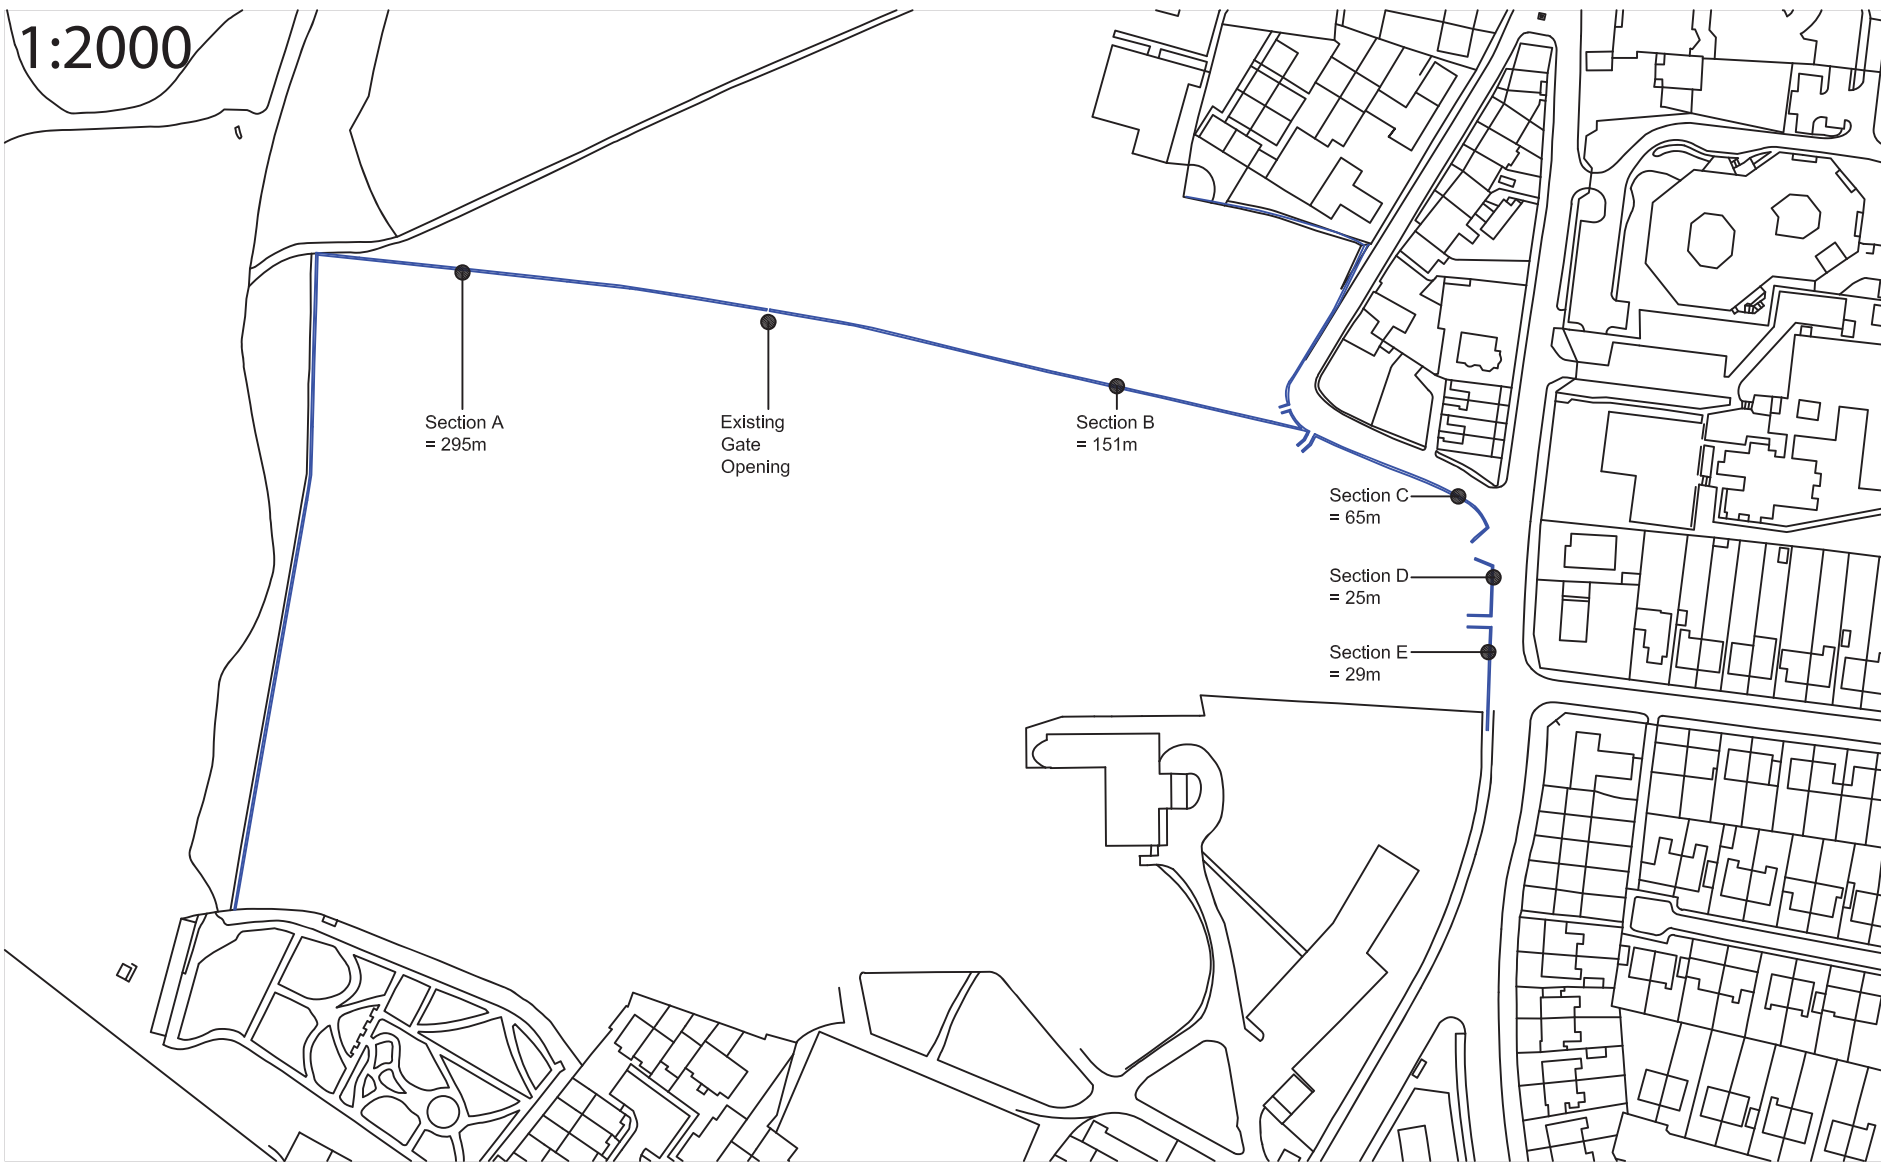 1:2000
Section A
= 295m
Existing
Gate
Opening
Section B
= 151m
Section C
= 65m
Section D
= 25m
Section E
= 29m